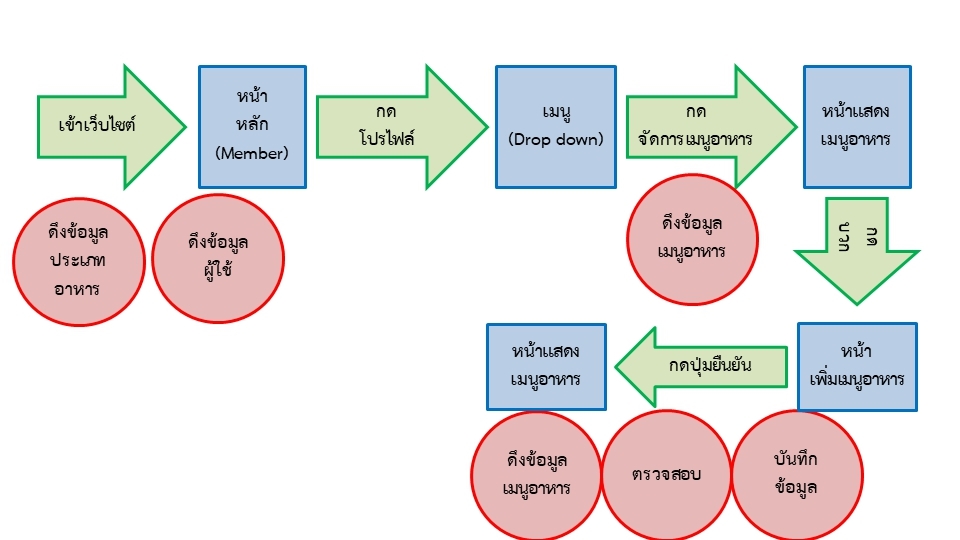 เข้าเว็บไซต์
หน้า
หลัก
(Member)
กด
โปรไฟล์
เมนู
(Drop down)
กด
จัดการเมนูอาหาร
หน้าแสดง
เมนูอาหาร
ดึงข้อมูล
ประเภท
อาหาร
ดึงข้อมูล
ผู้ใช้
ดึงข้อมูล
เมนูอาหาร
กด
บวก
หน้าแสดง
เมนูอาหาร
กดปุ่มยืนยัน
หน้า
เพิ่มเมนูอาหาร
ดึงข้อมูล
เมนูอาหาร
ตรวจสอบ
บันทึก
ข้อมูล